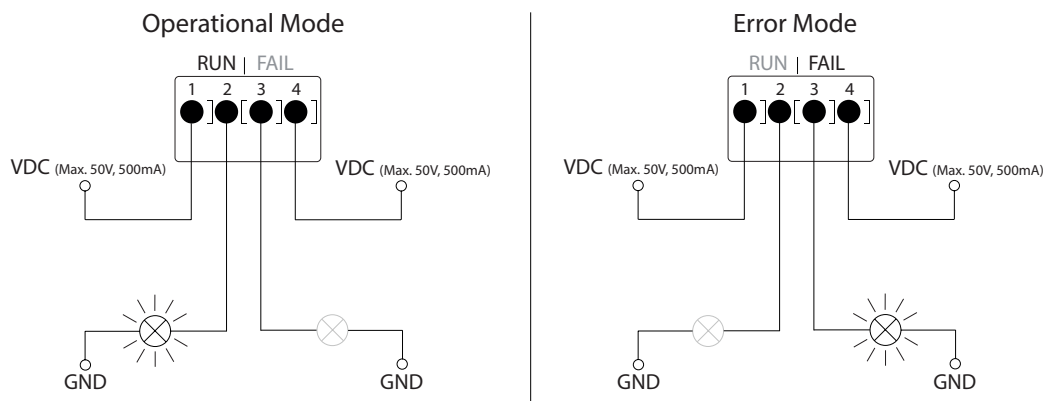 Operational Mode
RUN | FAIL
1 2 3 4
VDC (Max. 50V, 500mA)
VDC (Max. 50V, 500mA)
GND
GND
Error Mode
RUN | FAIL
1 2 3 4
VDC (Max. 50V, 500mA)
VDC (Max. 50V, 500mA)
GND
GND